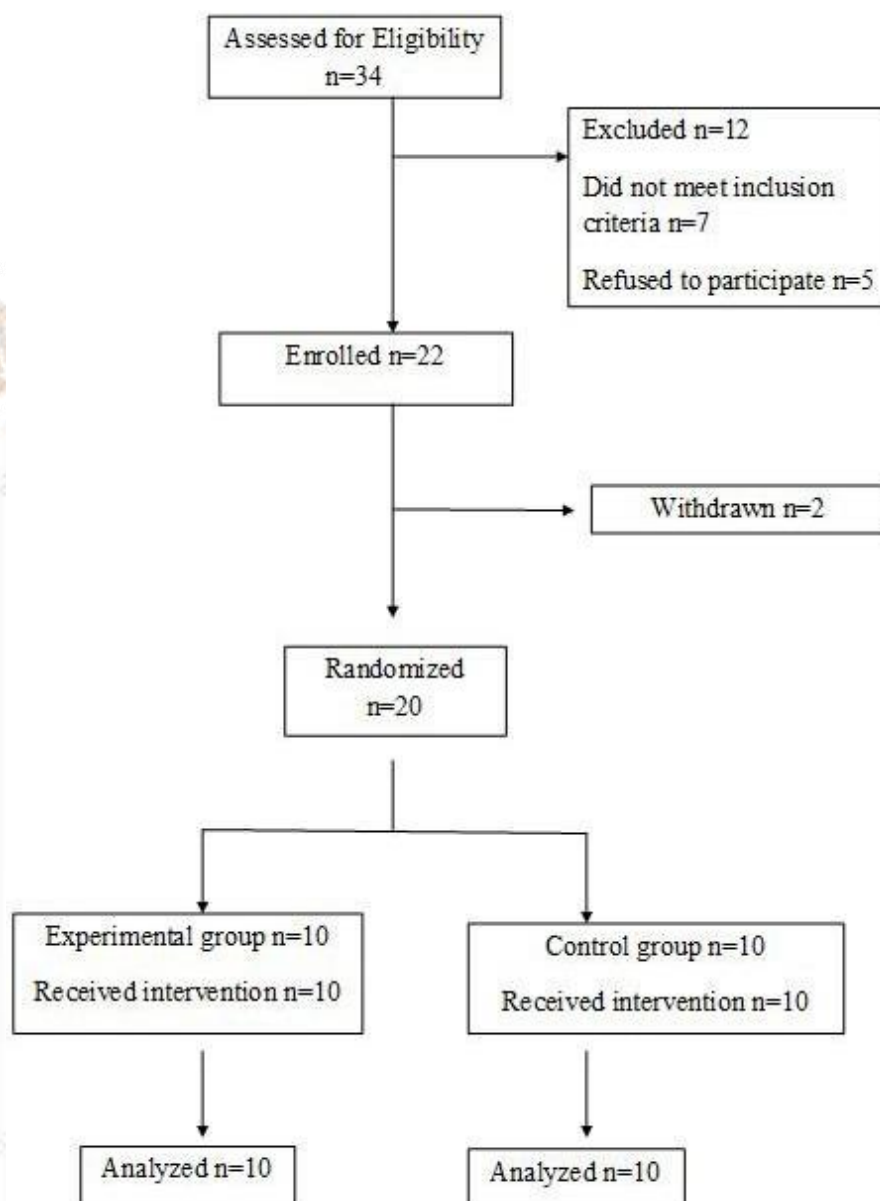 Assessed for Eligibility
n=34
Excluded n=12
Did not meet inclusion
criteria n=7
Refused to participate n=5
Enrolled n=22
Withdrawn n=2
Randomized
n=20
Experimental group n=10
Received intervention n=10
Control group n=10
Received intervention n=10
Analyzed n=10
Analyzed n=10